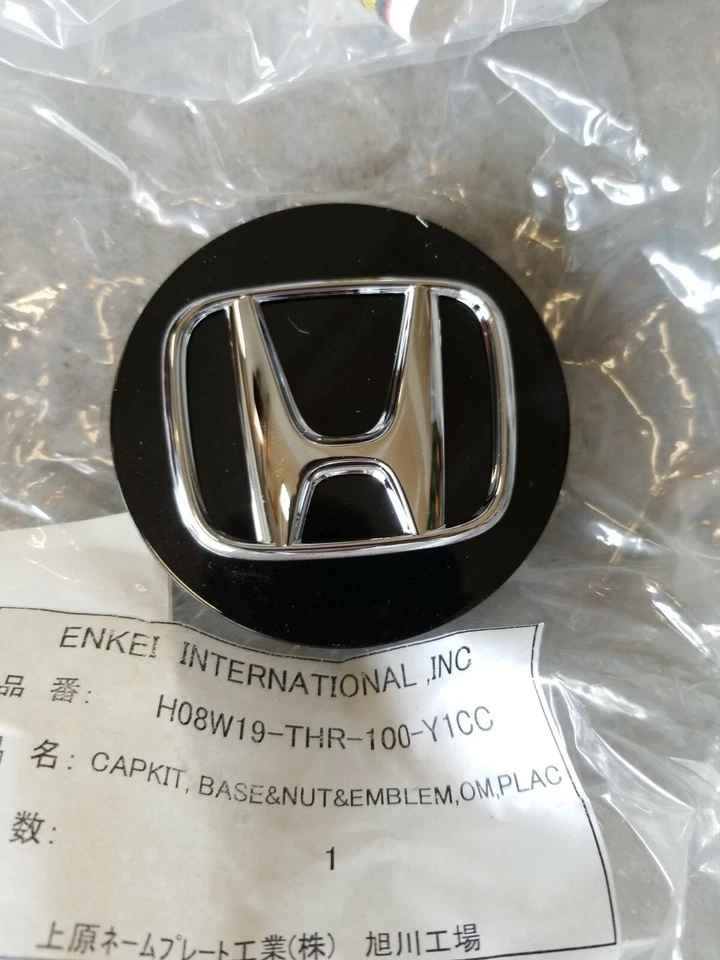 ENKEI INTERNATIONAL ,INC
品 番: H08W19-THR-100-Y1CC
名: CAPKIT, BASE&NUT&EMBLEM,OM,PLAC
数: 1
上原ネームプレート工業(株) 旭川工場